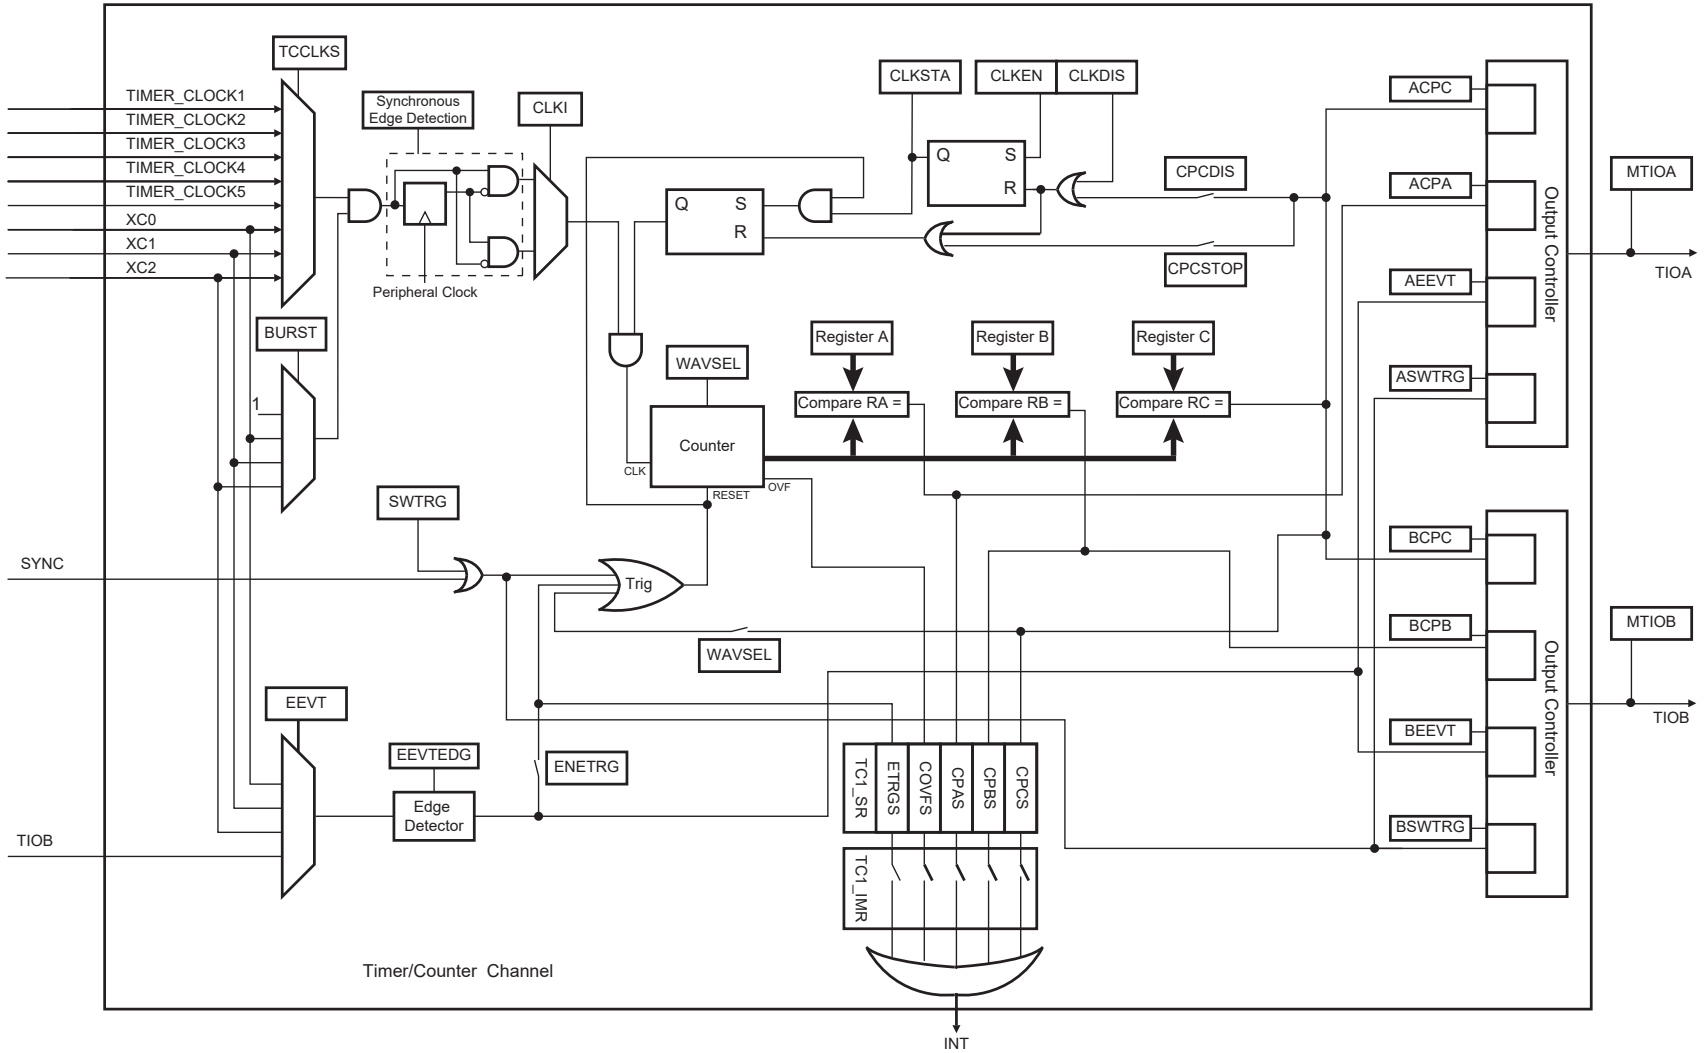 TCCLKS
TIMER_CLOCK1
TIMER_CLOCK2
TIMER_CLOCK3
TIMER_CLOCK4
TIMER_CLOCK5
XC0
XC1
XC2
Synchronous
Edge Detection
CLKI
Peripheral Clock
CLKSTA
CLKEN
CLKDIS
Q
S
R
Q
S
R
CPCDIS
CPCSTOP
ACPC
ACPA
AEEVT
ASWTRG
Output Controller
MTIOA
TIOA
BURST
1
WAVSEL
Register A
Register B
Register C
Compare RA =
Compare RB =
Compare RC =
Counter
CLK
RESET
OVF
SWTRG
SYNC
Trig
WAVSEL
BCPC
BCPB
BEEVT
BSWTRG
Output Controller
MTIOB
TIOB
EEVT
EEVTEDG
Edge
Detector
ENETRG
TIOB
TC1_SR
ETRGS
COVFS
CPAS
CPBS
CPCS
TC1_IMR
Timer/Counter Channel
INT